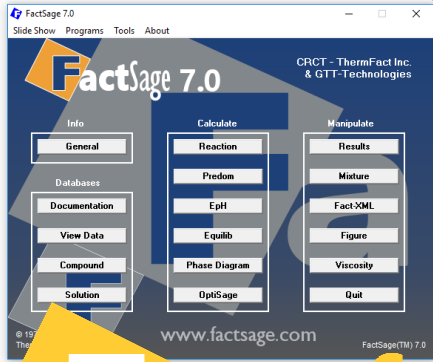 FactSage 7.0
Slide Show Programs Tools About
FactSage 7.0
CRCT - ThermFact Inc.
& GTT-Technologies
Info
General
Databases
Documentation
View Data
Compound
Solution
Calculate
Reaction
Predom
EpH
Equilib
Phase Diagram
OptiSage
Manipulate
Results
Mixture
Fact-XML
Figure
Viscosity
Quit
www.factsage.com
FactSage(TM) 7.0